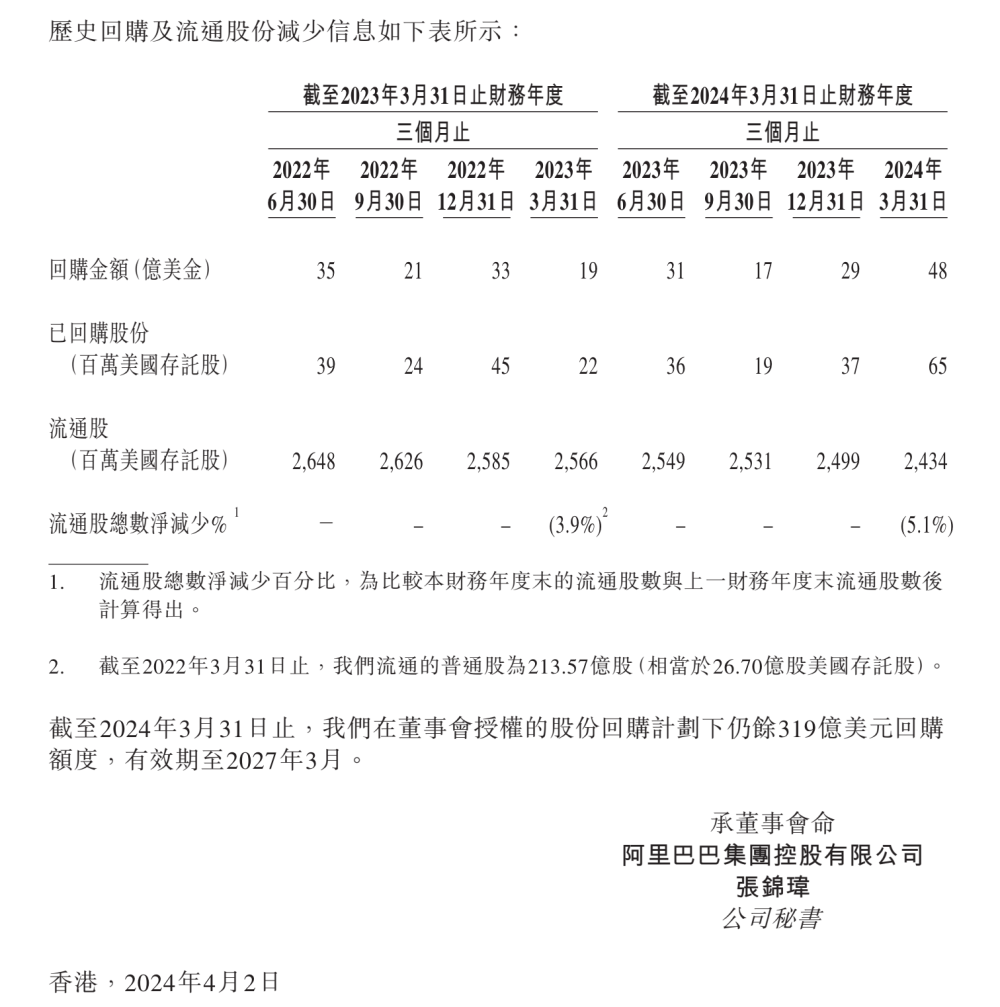 歷史回購及流通股份減少信息如下表所示：
截至2023年3月31日止財務年度 截至2024年3月31日止財務年度
三個月止 三個月止
2022年 2022年 2022年 2023年 2023年 2023年 2023年 2024年
6月30日 9月30日 12月31日 3月31日 6月30日 9月30日 12月31日 3月31日
回購金額（億美金） 35 21 33 19 31 17 29 48
已回購股份
（百萬美國存託股） 39 24 45 22 36 19 37 65
流通股
（百萬美國存託股） 2,648 2,626 2,585 2,566 2,549 2,531 2,499 2,434
流通股總數淨減少% 1 – – – (3.9%)2 – – – (5.1%)
1. 流通股總數淨減少百分比，為比較本財務年度末的流通股數與上一財務年度末流通股數後
計算得出。
2. 截至2022年3月31日止，我們流通的普通股為213.57億股（相當於26.70億股美國存託股）。
截至2024年3月31日止，我們在董事會授權的股份回購計劃下仍餘319億美元回購
額度，有效期至2027年3月。
承董事會命
阿里巴巴集團控股有限公司
張錦瑋
公司秘書
香港，2024年4月2日